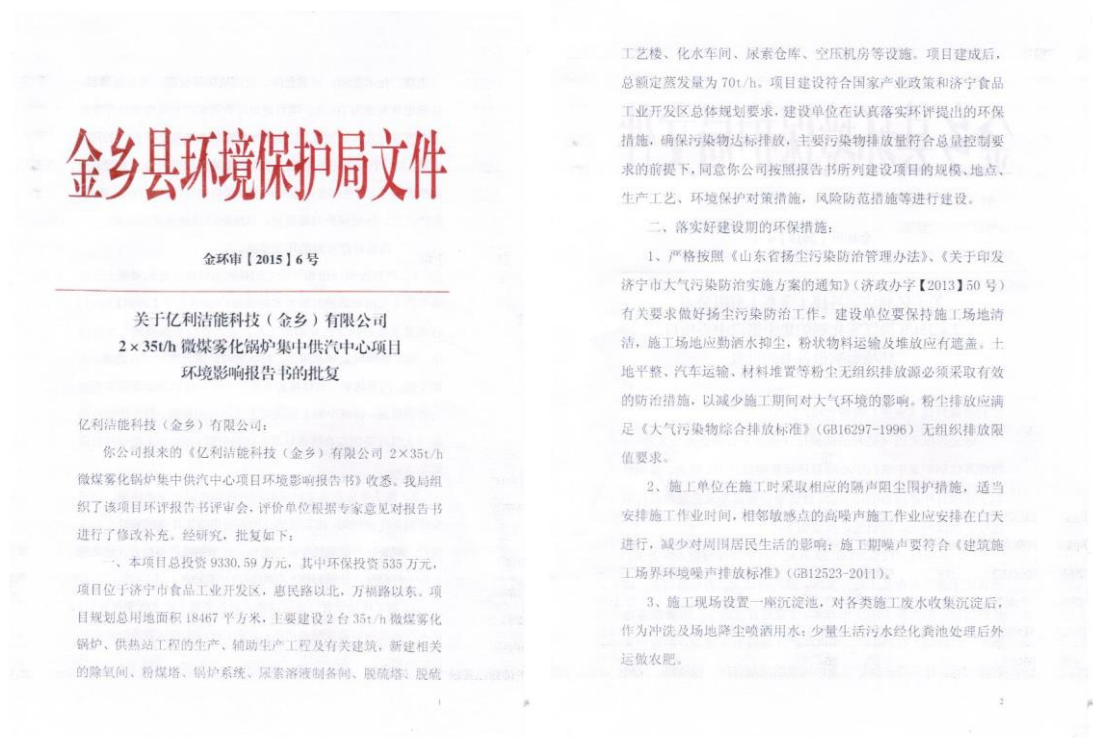 金乡县环境保护局文件
金环审【2015】6号
关于亿利洁能科技（金乡）有限公司
2×35t/h 微煤雾化锅炉集中供汽中心项目
环境影响报告书的批复
亿利洁能科技（金乡）有限公司：
你公司报来的《亿利洁能科技（金乡）有限公司 2×35t/h
微煤雾化锅炉集中供汽中心项目环境影响报告书》收悉。我局组
织了该项目环评报告书评审会，评价单位根据专家意见对报告书
进行了修改补充。经研究，批复如下：
一、本项目总投资 9330.59 万元，其中环保投资 535 万元，
项目位于济宁市食品工业开发区，惠民路以北，万福路以东。项
目规划总用地面积 18467 平方米，主要建设 2 台 35t/h 微煤雾化
锅炉、供热站工程的生产、辅助生产工程及有关建筑，新建相关
的除氧间、粉煤塔、锅炉系统、尿素溶液制备间、脱硫塔、脱硫
1
工艺楼、化水车间、尿素仓库、空压机房等设施。项目建成后，
总额定蒸发量为 70t/h。项目建设符合国家产业政策和济宁食品
工业开发区总体规划要求，建设单位在认真落实环评提出的环保
措施，确保污染物达标排放，主要污染物排放量符合总量控制要
求的前提下，同意你公司按照报告书所列建设项目的规模、地点、
生产工艺、环境保护对策措施，风险防范措施等进行建设。
二、落实好建设期的环保措施：
1、严格按照《山东省扬尘污染防治管理办法》、《关于印发
济宁市大气污染防治实施方案的通知》（济政办字【2013】50 号）
有关要求做好扬尘污染防治工作。建设单位要保持施工场地清
洁，施工场地应勤洒水抑尘，粉状物料运输及堆放应有遮盖。土
地平整、汽车运输、材料堆置等粉尘无组织排放源必须采取有效
的防治措施，以减少施工期间对大气环境的影响。粉尘排放应满
足《大气污染物综合排放标准》（GB16297-1996）无组织排放限
值要求。
2、施工单位在施工时采取相应的隔声阻尘围护措施，适当
安排施工作业时间，相邻敏感点的高噪声施工作业应安排在白天
进行，减少对周围居民生活的影响；施工期噪声要符合《建筑施
工场界环境噪声排放标准》（GB12523-2011）。
3、施工现场设置一座沉淀池，对各类施工废水收集沉淀后，
作为冲洗及场地降尘喷洒用水；少量生活污水经化粪池处理后外
运做农肥。
2